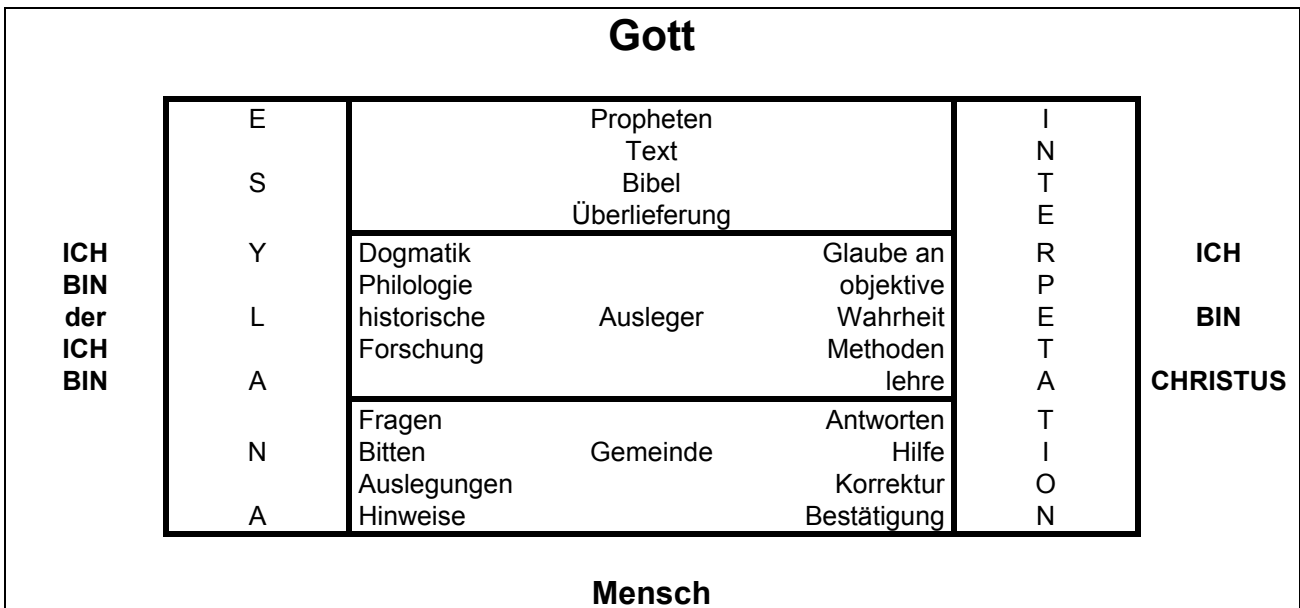 Gott
E Propheten I
Text N
S Bibel T
Überlieferung E
ICH Y Dogmatik Glaube an R ICH
BIN Philologie objektive P
der L historische Ausleger Wahrheit E BIN
ICH Forschung Methoden T
BIN A lehre A CHRISTUS
Fragen Antworten T
N Bitten Gemeinde Hilfe I
Auslegungen Korrektur O
A Hinweise Bestätigung N
Mensch